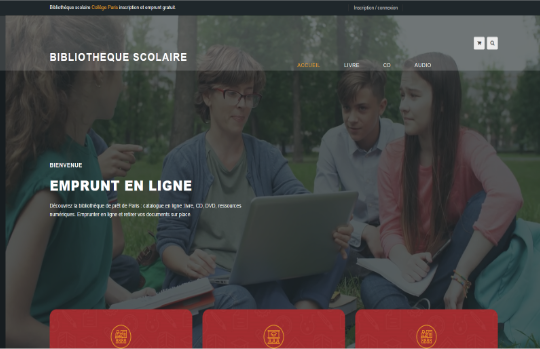 Bibliothèque scolaire Collège Paris inscription et emprunt gratuit.
Inscription / connexion
BIBLIOTHEQUE SCOLAIRE
ACCUEIL LIVRE CD AUDIO
BIENVENUE
EMPRUNT EN LIGNE
Découvrez la bibliothèque de prêt de Paris : catalogue en ligne livre, CD, DVD, ressources
numériques. Emprunter en ligne et retirer vos documents sur place.